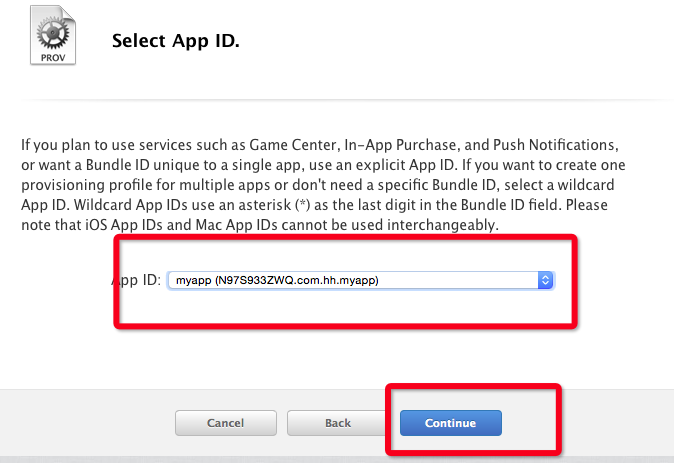 PROV
Select App ID.
If you plan to use services such as Game Center, In-App Purchase, and Push Notifications,
or want a Bundle ID unique to a single app, use an explicit App ID. If you want to create one
provisioning profile for multiple apps or don't need a specific Bundle ID, select a wildcard
App ID. Wildcard App IDs use an asterisk (*) as the last digit in the Bundle ID field. Please
note that iOS App IDs and Mac App IDs cannot be used interchangeably.
App ID: myapp (N97S933ZWQ.com.hh.myapp)
Cancel Back Continue